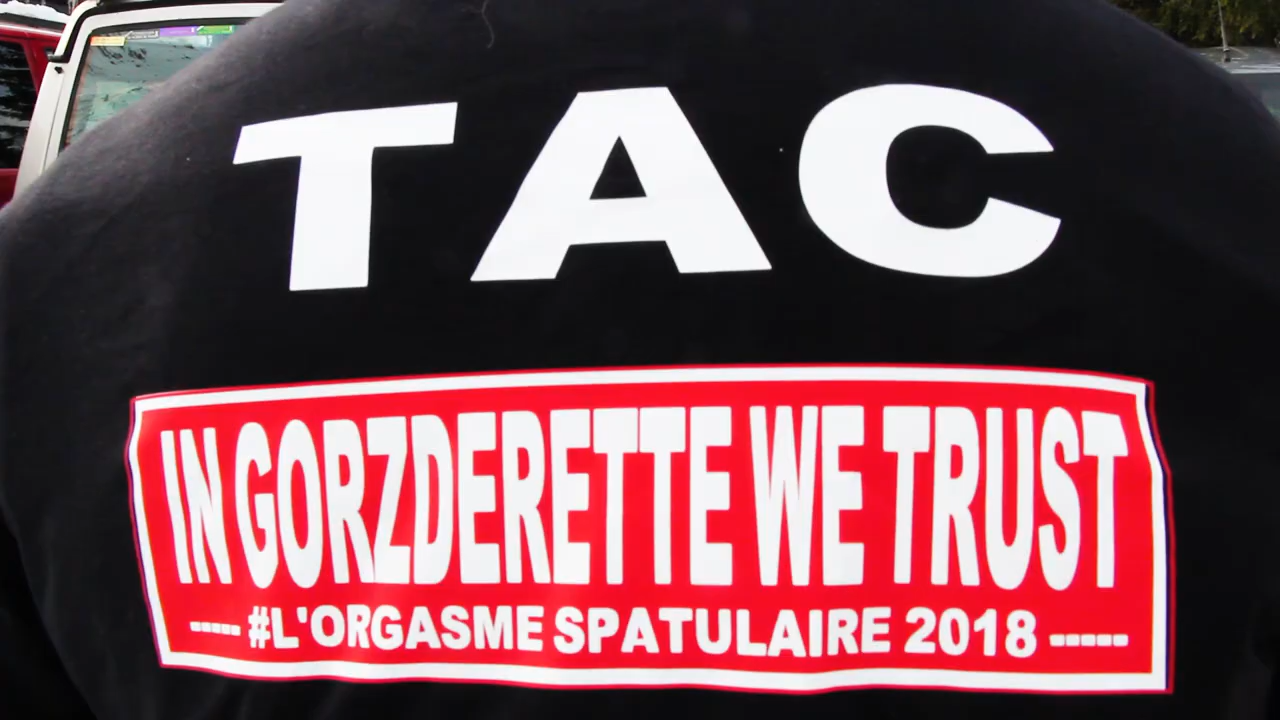 TAC
IN GORZDERETTE WE TRUST
----- #L'ORGASME SPATULAIRE 2018 -----